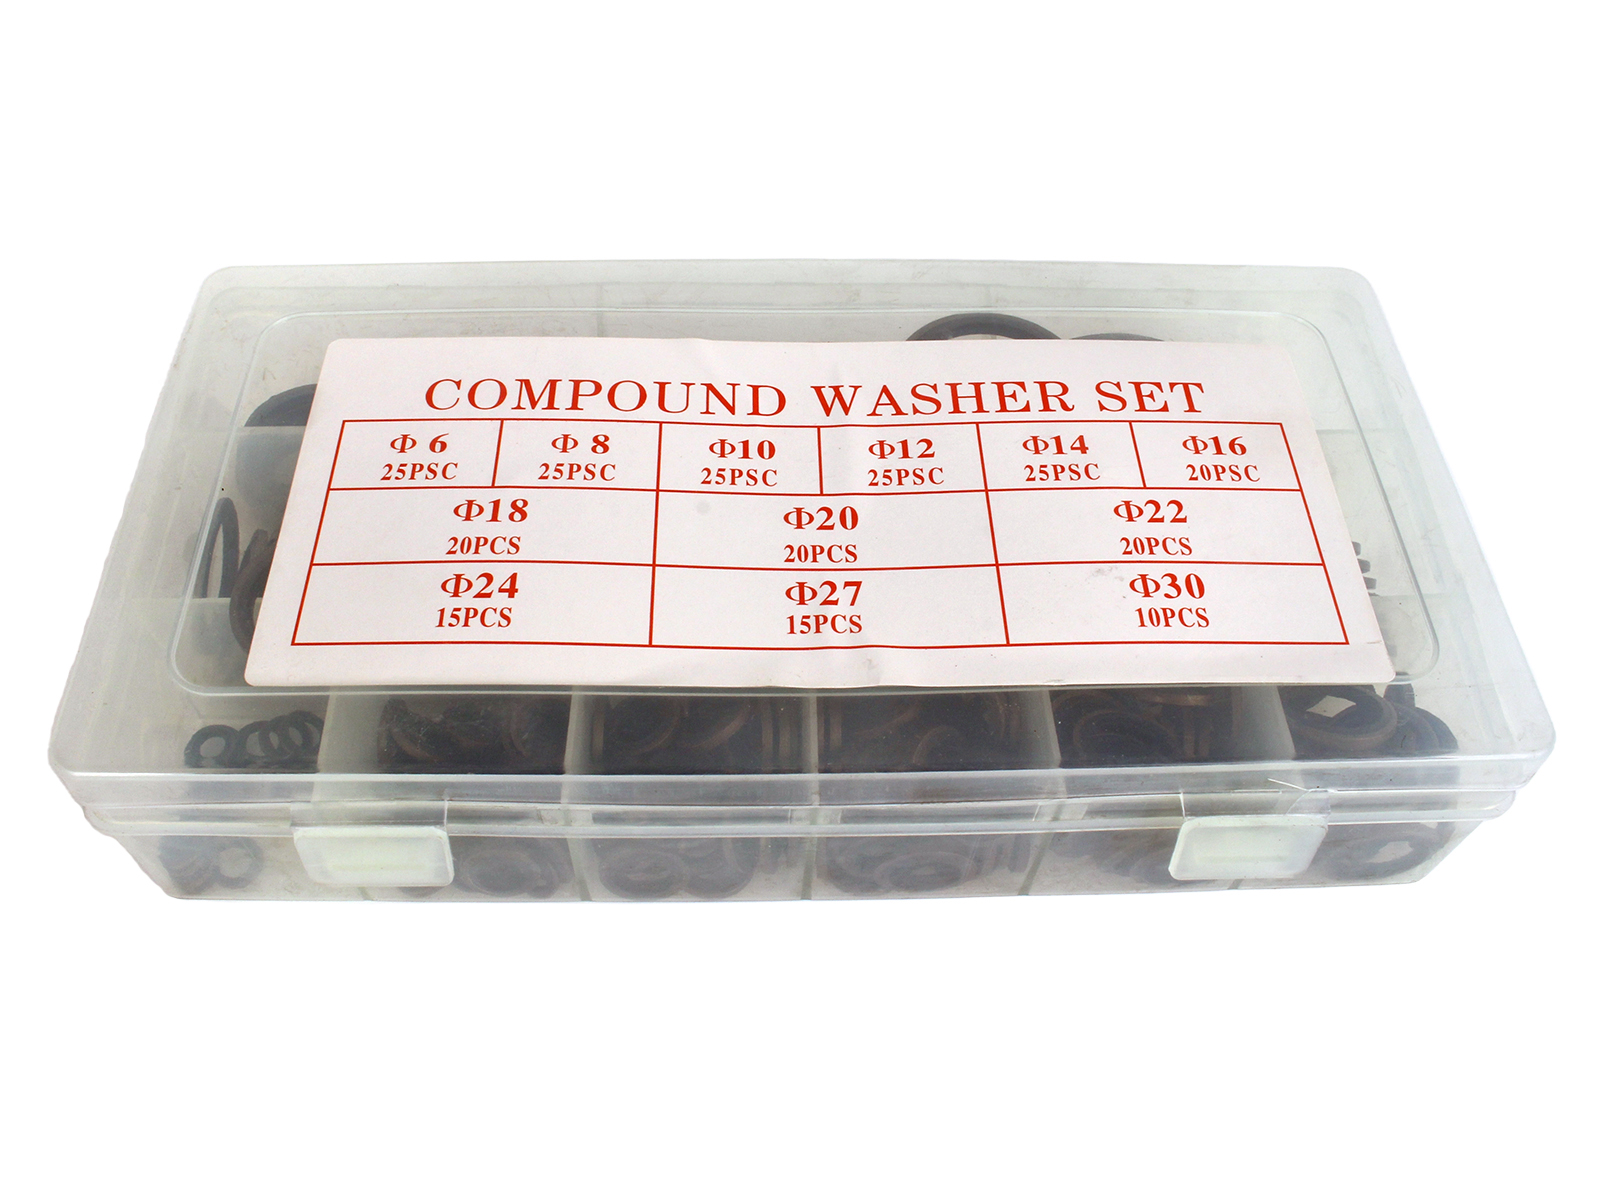 COMPOUND WASHER SET
Φ 6 Φ 8 Φ10 Φ12 Φ14 Φ16
25PSC 25PSC 25PSC 25PSC 25PSC 20PSC
Φ18 Φ20 Φ22
20PCS 20PCS 20PCS
Φ24 Φ27 Φ30
15PCS 15PCS 10PCS